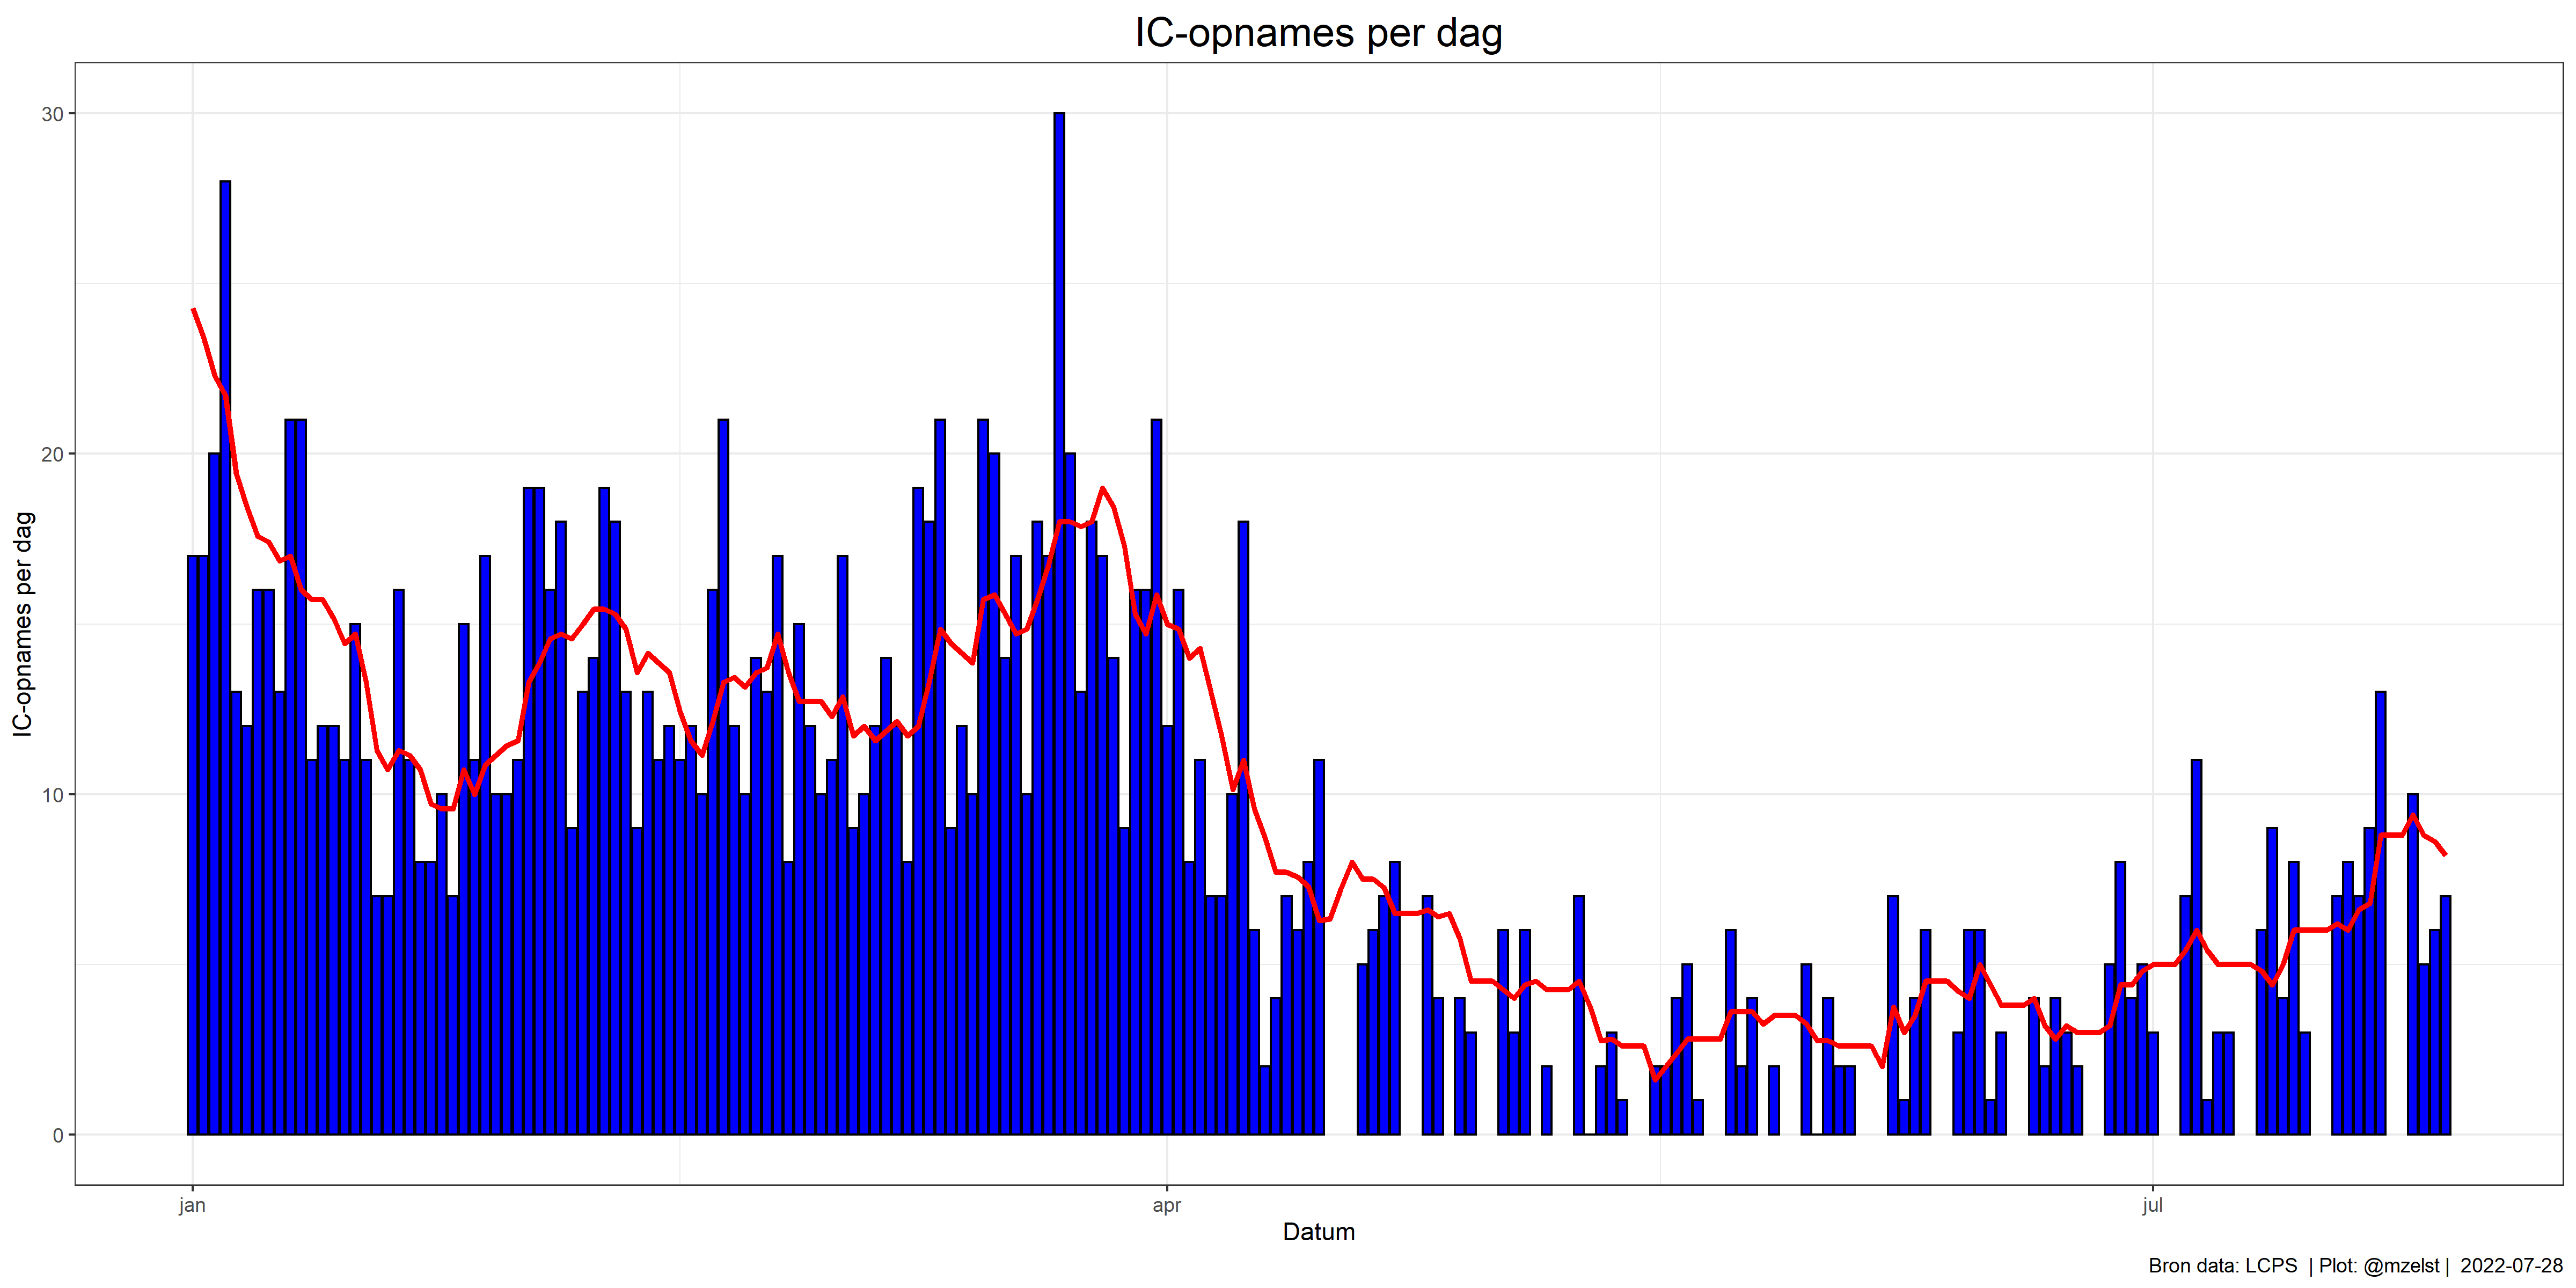 IC-opnames per dag
IC-opnames per dag
30
20
10
0
jan
apr
jul
Datum
Bron data: LCPS | Plot: @mzelst | 2022-07-28